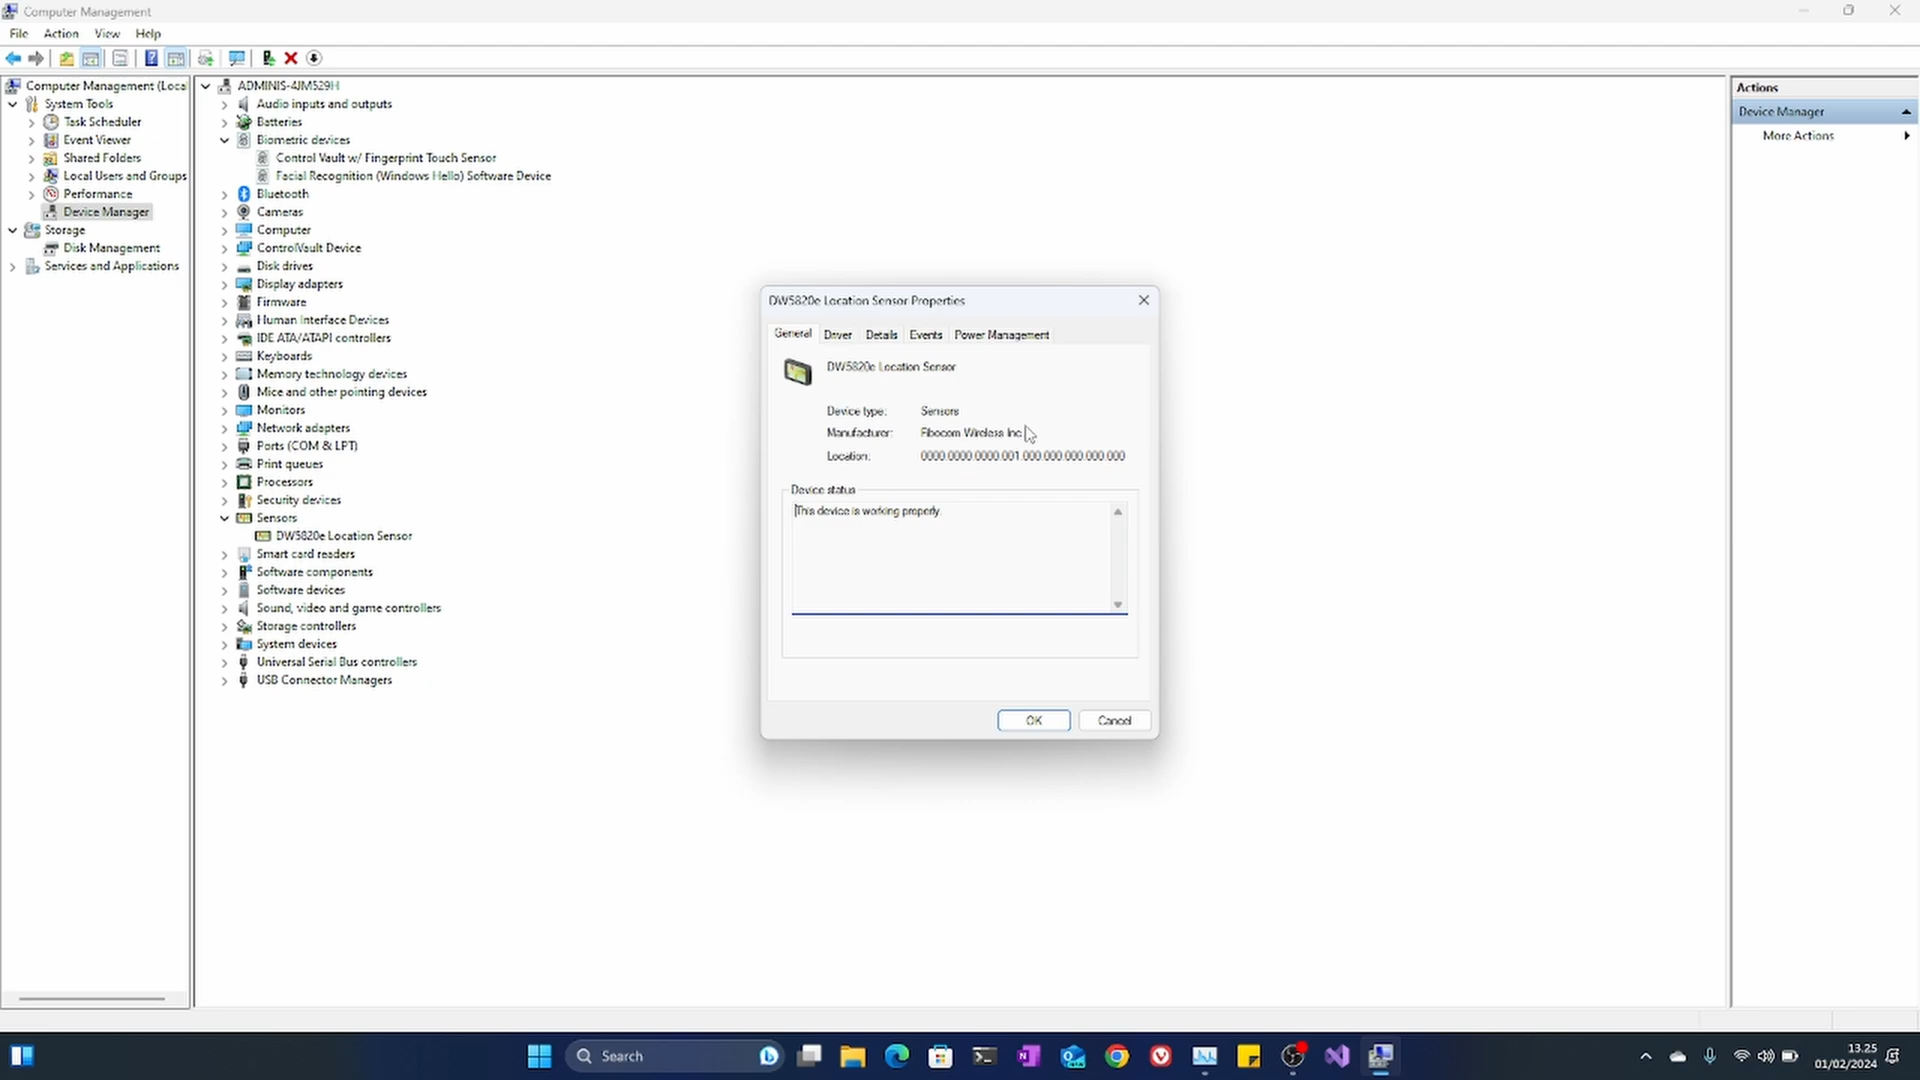 Computer Management
File Action View Help
Computer Management (Local
System Tools
Task Scheduler
Event Viewer
Shared Folders
Local Users and Groups
Performance
Device Manager
Storage
Disk Management
Services and Applications
ADMINIS-4JM529H
Audio inputs and outputs
Batteries
Biometric devices
Control Vault w/ Fingerprint Touch Sensor
Facial Recognition (Windows Hello) Software Device
Bluetooth
Cameras
Computer
ControlVault Device
Disk drives
Display adapters
Firmware
Human Interface Devices
IDE ATA/ATAPI controllers
Keyboards
Memory technology devices
Mice and other pointing devices
Monitors
Network adapters
Ports (COM & LPT)
Print queues
Processors
Security devices
Sensors
DW5820e Location Sensor
Smart card readers
Software components
Software devices
Sound, video and game controllers
Storage controllers
System devices
Universal Serial Bus controllers
USB Connector Managers
DW5820e Location Sensor Properties
General Driver Details Events Power Management
DW5820e Location Sensor
Device type: Sensors
Manufacturer: Fibocom Wireless Inc.
Location: 0000.0000.0000.001.000.000.000.000.000
Device status
This device is working properly.
OK Cancel
Actions
Device Manager
More Actions
Search
13.25
01/02/2024